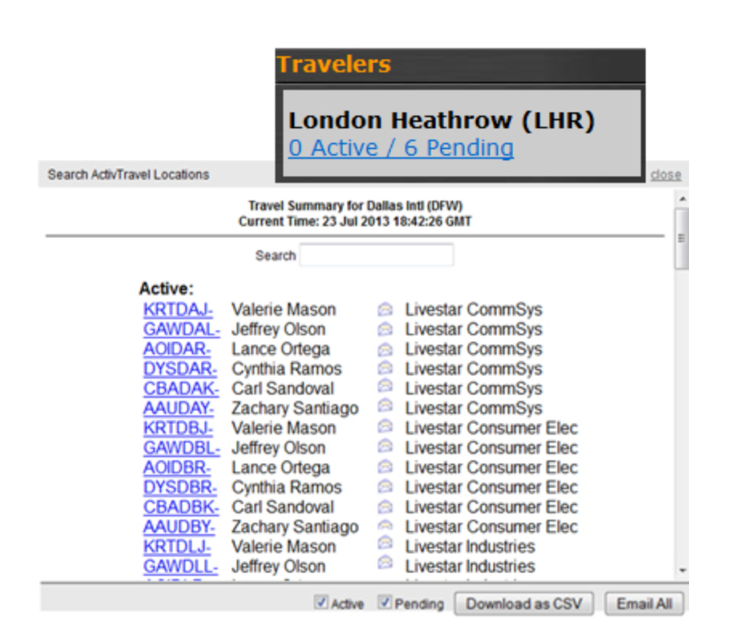 Travelers
London Heathrow (LHR)
0 Active / 6 Pending
Search ActivTravel Locations
close
Travel Summary for Dallas Intl (DFW)
Current Time: 23 Jul 2013 18:42:26 GMT
Search
Active:
KRTDAJ- Valerie Mason Livestar CommSys
GAWDAL- Jeffrey Olson Livestar CommSys
AOIDAR- Lance Ortega Livestar CommSys
DYSDAR- Cynthia Ramos Livestar CommSys
CBADAK- Carl Sandoval Livestar CommSys
AAUDAY- Zachary Santiago Livestar CommSys
KRTDBJ- Valerie Mason Livestar Consumer Elec
GAWDBL- Jeffrey Olson Livestar Consumer Elec
AOIDBR- Lance Ortega Livestar Consumer Elec
DYSDBR- Cynthia Ramos Livestar Consumer Elec
CBADBK- Carl Sandoval Livestar Consumer Elec
AAUDBY- Zachary Santiago Livestar Consumer Elec
KRTDLJ- Valerie Mason Livestar Industries
GAWDLL- Jeffrey Olson Livestar Industries
Active Pending Download as CSV Email All